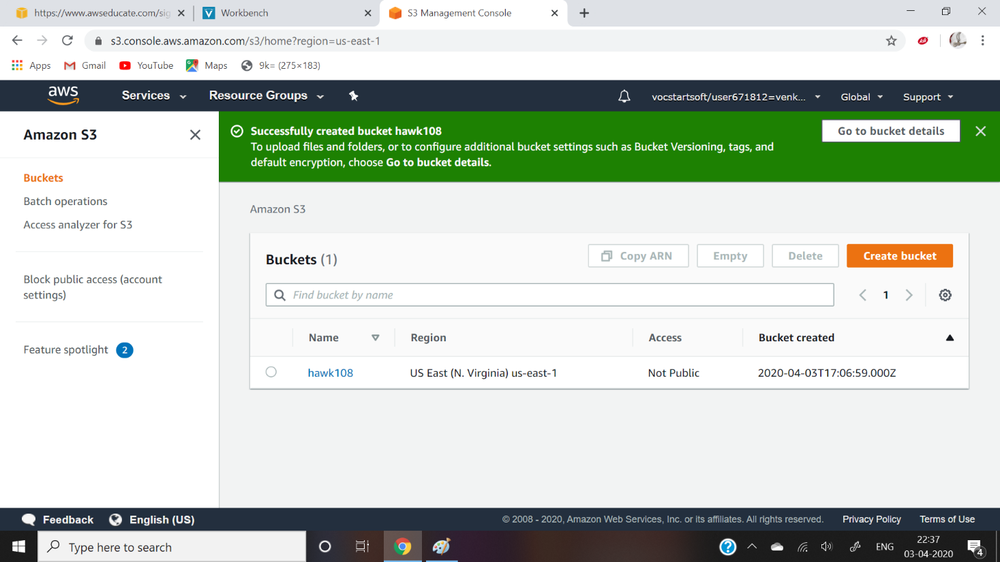 https://www.awseducate.com/sig
Workbench
S3 Management Console
s3.console.aws.amazon.com/s3/home?region=us-east-1
Apps
Gmail
YouTube
Maps
9k= (275×183)
aws
Services
Resource Groups
vocstartsoft/user671812=venk...
Global
Support
Amazon S3
Buckets
Batch operations
Access analyzer for S3
Block public access (account
settings)
Feature spotlight 2
Successfully created bucket hawk108
To upload files and folders, or to configure additional bucket settings such as Bucket Versioning, tags, and
default encryption, choose Go to bucket details.
Go to bucket details
Amazon S3
Buckets (1)
Copy ARN
Empty
Delete
Create bucket
Find bucket by name
1
Name
Region
Access
Bucket created
hawk108
US East (N. Virginia) us-east-1
Not Public
2020-04-03T17:06:59.000Z
Feedback
English (US)
© 2008 - 2020, Amazon Web Services, Inc. or its affiliates. All rights reserved.
Privacy Policy
Terms of Use
Type here to search
ENG
22:37
03-04-2020
4